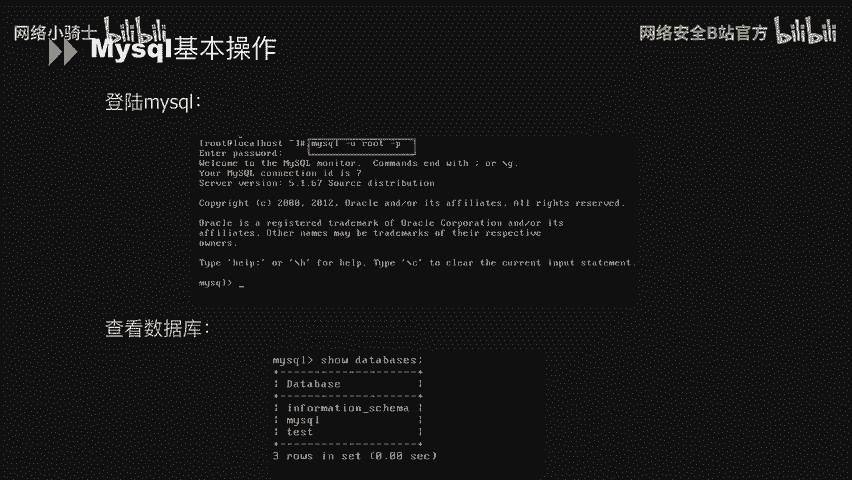 网络小骑士 bilibili
网络安全B站官方 bilibili
Mysql基本操作
登陆mysql:
[root@localhost ~]# mysql -u root -p
Enter password:
Welcome to the MySQL monitor.  Commands end with ; or \g.
Your MySQL connection id is 7
Server version: 5.1.67 Source distribution
Copyright (c) 2000, 2012, Oracle and/or its affiliates. All rights reserved.
Oracle is a registered trademark of Oracle Corporation and/or its
affiliates. Other names may be trademarks of their respective
owners.
Type 'help;' or '\h' for help. Type '\c' to clear the current input statement.
mysql> _
查看数据库:
mysql> show databases;
+--------------------+
| Database           |
+--------------------+
| information_schema |
| mysql              |
| test               |
+--------------------+
3 rows in set (0.00 sec)